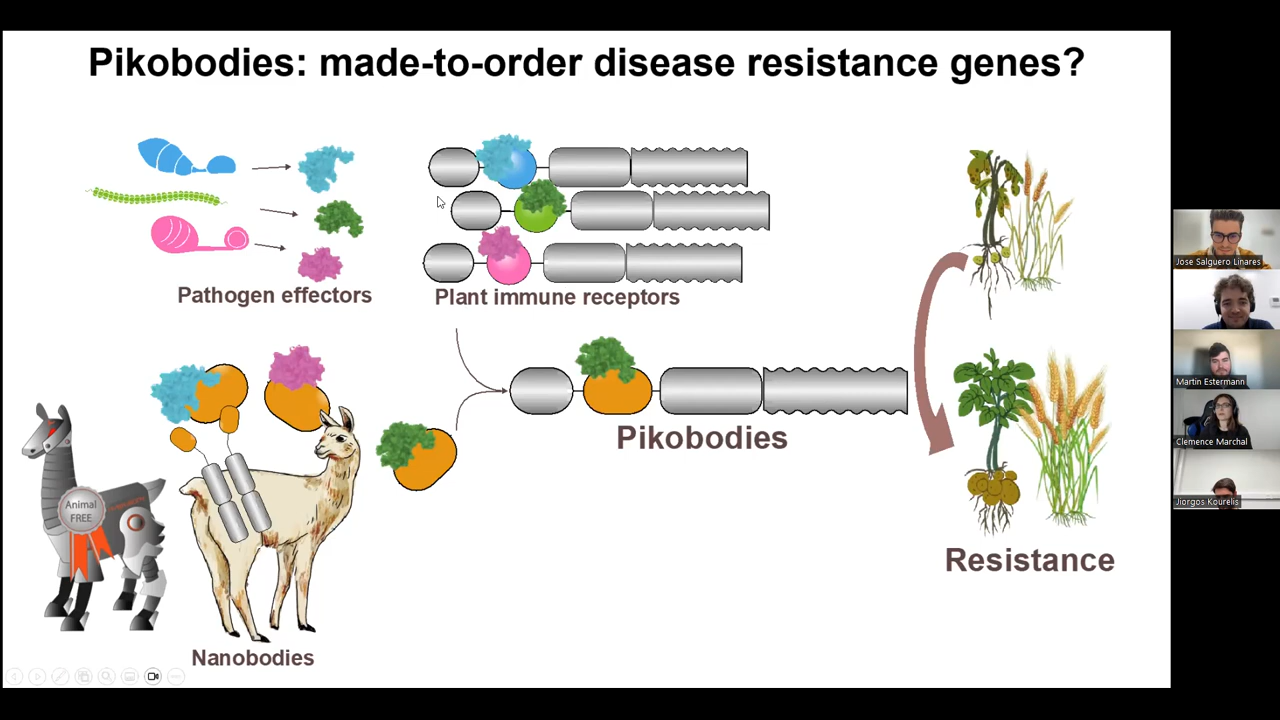 Pikobodies: made-to-order disease resistance genes?
Pathogen effectors
Plant immune receptors
Pikobodies
Animal
FREE
Nanobodies
Resistance
Jose Salguero Linares
Martin Estermann
Clemence Marchal
Jiorgos Kourelis